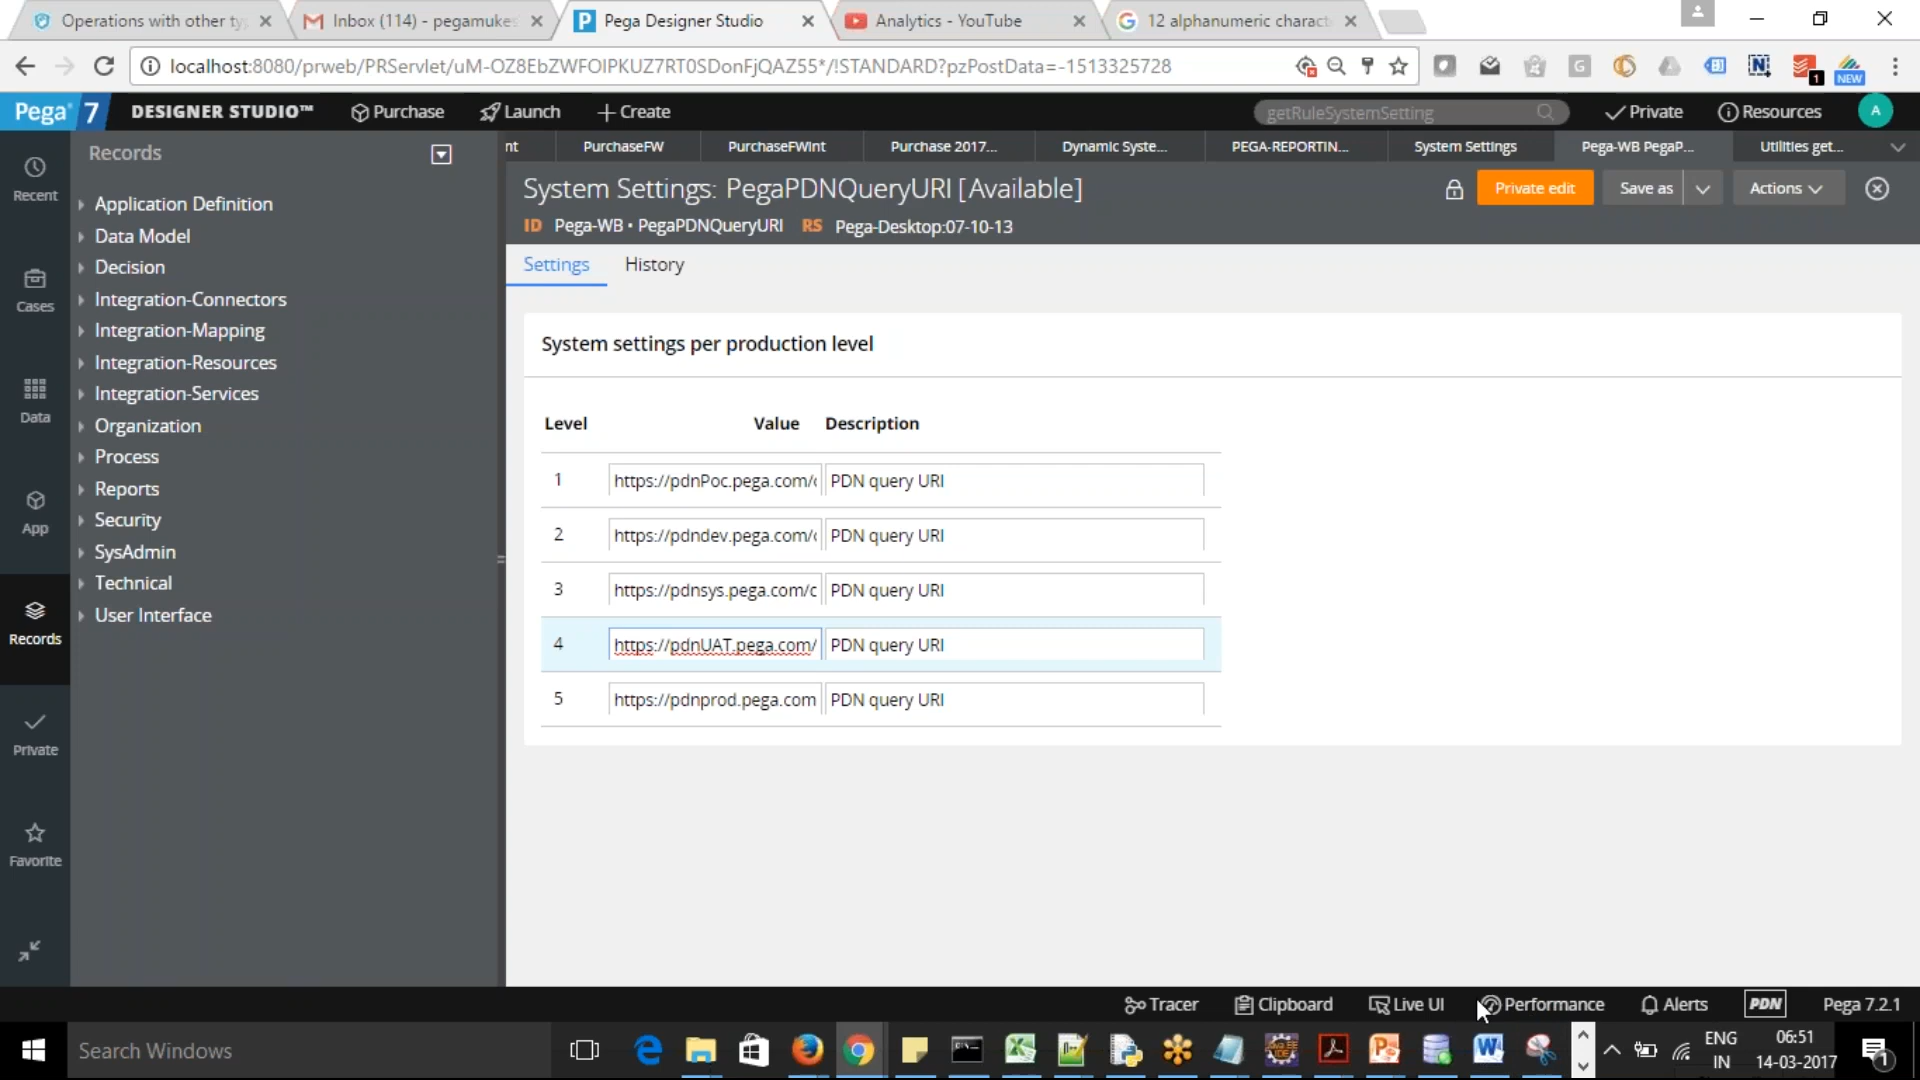 Operations with other ty
Inbox (114) - pegamukes
Pega Designer Studio
Analytics - YouTube
12 alphanumeric charact
localhost:8080/prweb/PRServlet/uM-OZ8EbZWFOIPKUZ7RT0SDonFjQAZ55*/!STANDARD?pzPostData=-1513325728
1
NEW
Pega 7
DESIGNER STUDIO™
Purchase
Launch
Create
getRuleSystemSetting
Private
Resources
A
Records
nt
PurchaseFW
PurchaseFWInt
Purchase 2017...
Dynamic Syste...
PEGA-REPORTIN...
System Settings
Pega-WB PegaP...
Utilities get...
System Settings: PegaPDNQueryURI [Available]
Private edit
Save as
Actions
ID Pega-WB • PegaPDNQueryURI RS Pega-Desktop:07-10-13
Recent
Cases
Data
App
Records
Private
Favorite
Application Definition
Data Model
Decision
Integration-Connectors
Integration-Mapping
Integration-Resources
Integration-Services
Organization
Process
Reports
Security
SysAdmin
Technical
User Interface
Settings
History
System settings per production level
Level Value Description
1 https://pdnPoc.pega.com/ PDN query URI
2 https://pdndev.pega.com/ PDN query URI
3 https://pdnsys.pega.com/c PDN query URI
4 https://pdnUAT.pega.com/ PDN query URI
5 https://pdnprod.pega.com PDN query URI
Tracer
Clipboard
Live UI
Performance
Alerts
PDN
Pega 7.2.1
Search Windows
ENG
IN
06:51
14-03-2017
1